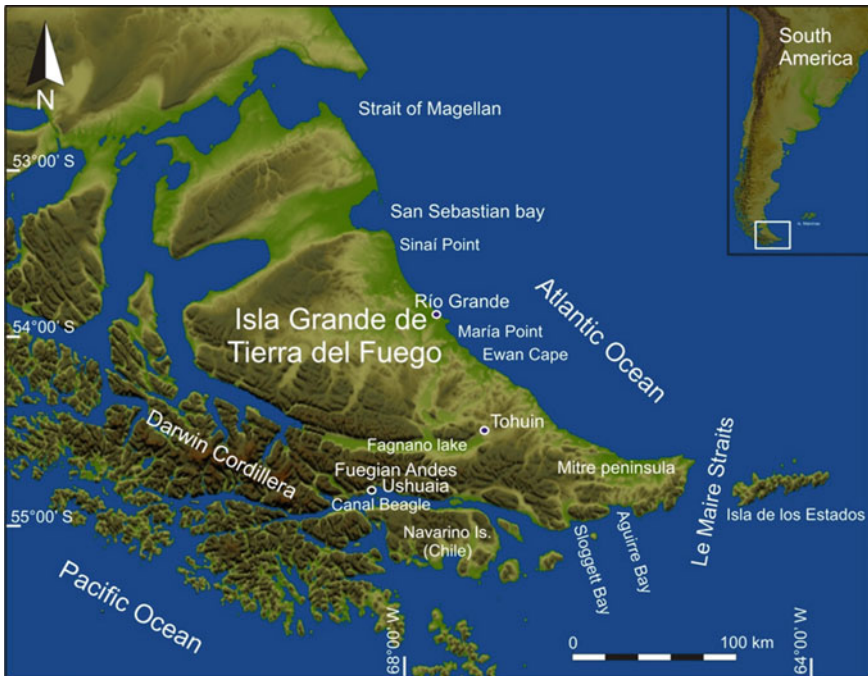 South
America
N
Strait of Magellan
53°00' S
San Sebastian bay
Sinaí Point
Río Grande
Atlantic Ocean
Isla Grande de
Tierra del Fuego
María Point
54°00' S
Ewan Cape
Tohuin
Darwin Cordillera
Fagnano lake
Mitre peninsula
Le Maire Straits
Fuegian Andes
Ushuaia
Canal Beagle
Isla de los Estados
55°00' S
Navarino Is.
(Chile)
Sloggett Bay
Aguirre Bay
Pacific Ocean
68°00' W
0
100 km
64°00' W